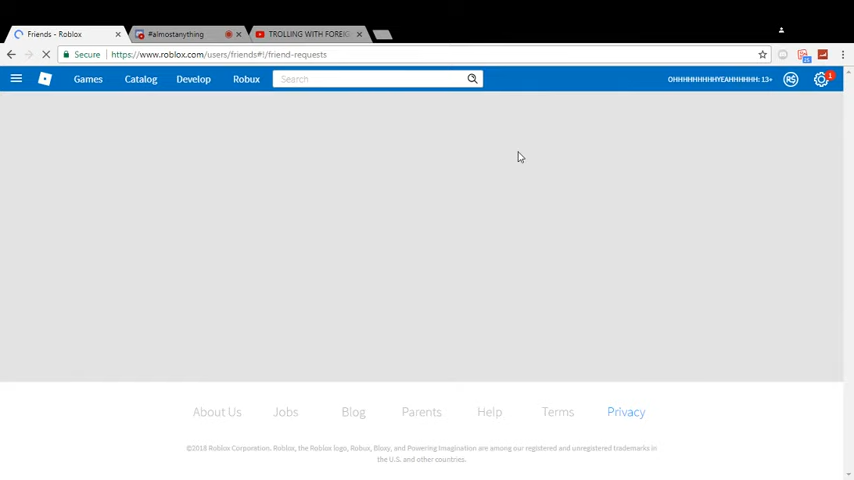 Friends - Roblox
#almostanything
TROLLING WITH FOREIG
Secure
https://www.roblox.com/users/friends#!/friend-requests
Games
Catalog
Develop
Robux
Search
OHHHHHHHHHYEAHHHHHH: 13+
R$
1
About Us
Jobs
Blog
Parents
Help
Terms
Privacy
©2018 Roblox Corporation. Roblox, the Roblox logo, Robux, Bloxy, and Powering Imagination are among our registered and unregistered trademarks in
the U.S. and other countries.